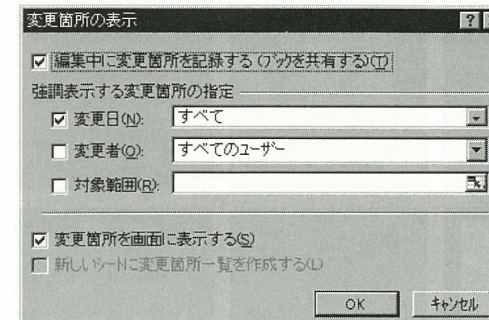 変更箇所の表示
?
編集中に変更箇所を記録する(ブックを共有する)(T)
強調表示する変更箇所の指定
変更日(N): すべて
変更者(O): すべてのユーザー
対象範囲(R):
変更箇所を画面に表示する(S)
新しいシートに変更箇所一覧を作成する(L)
OK キャンセル